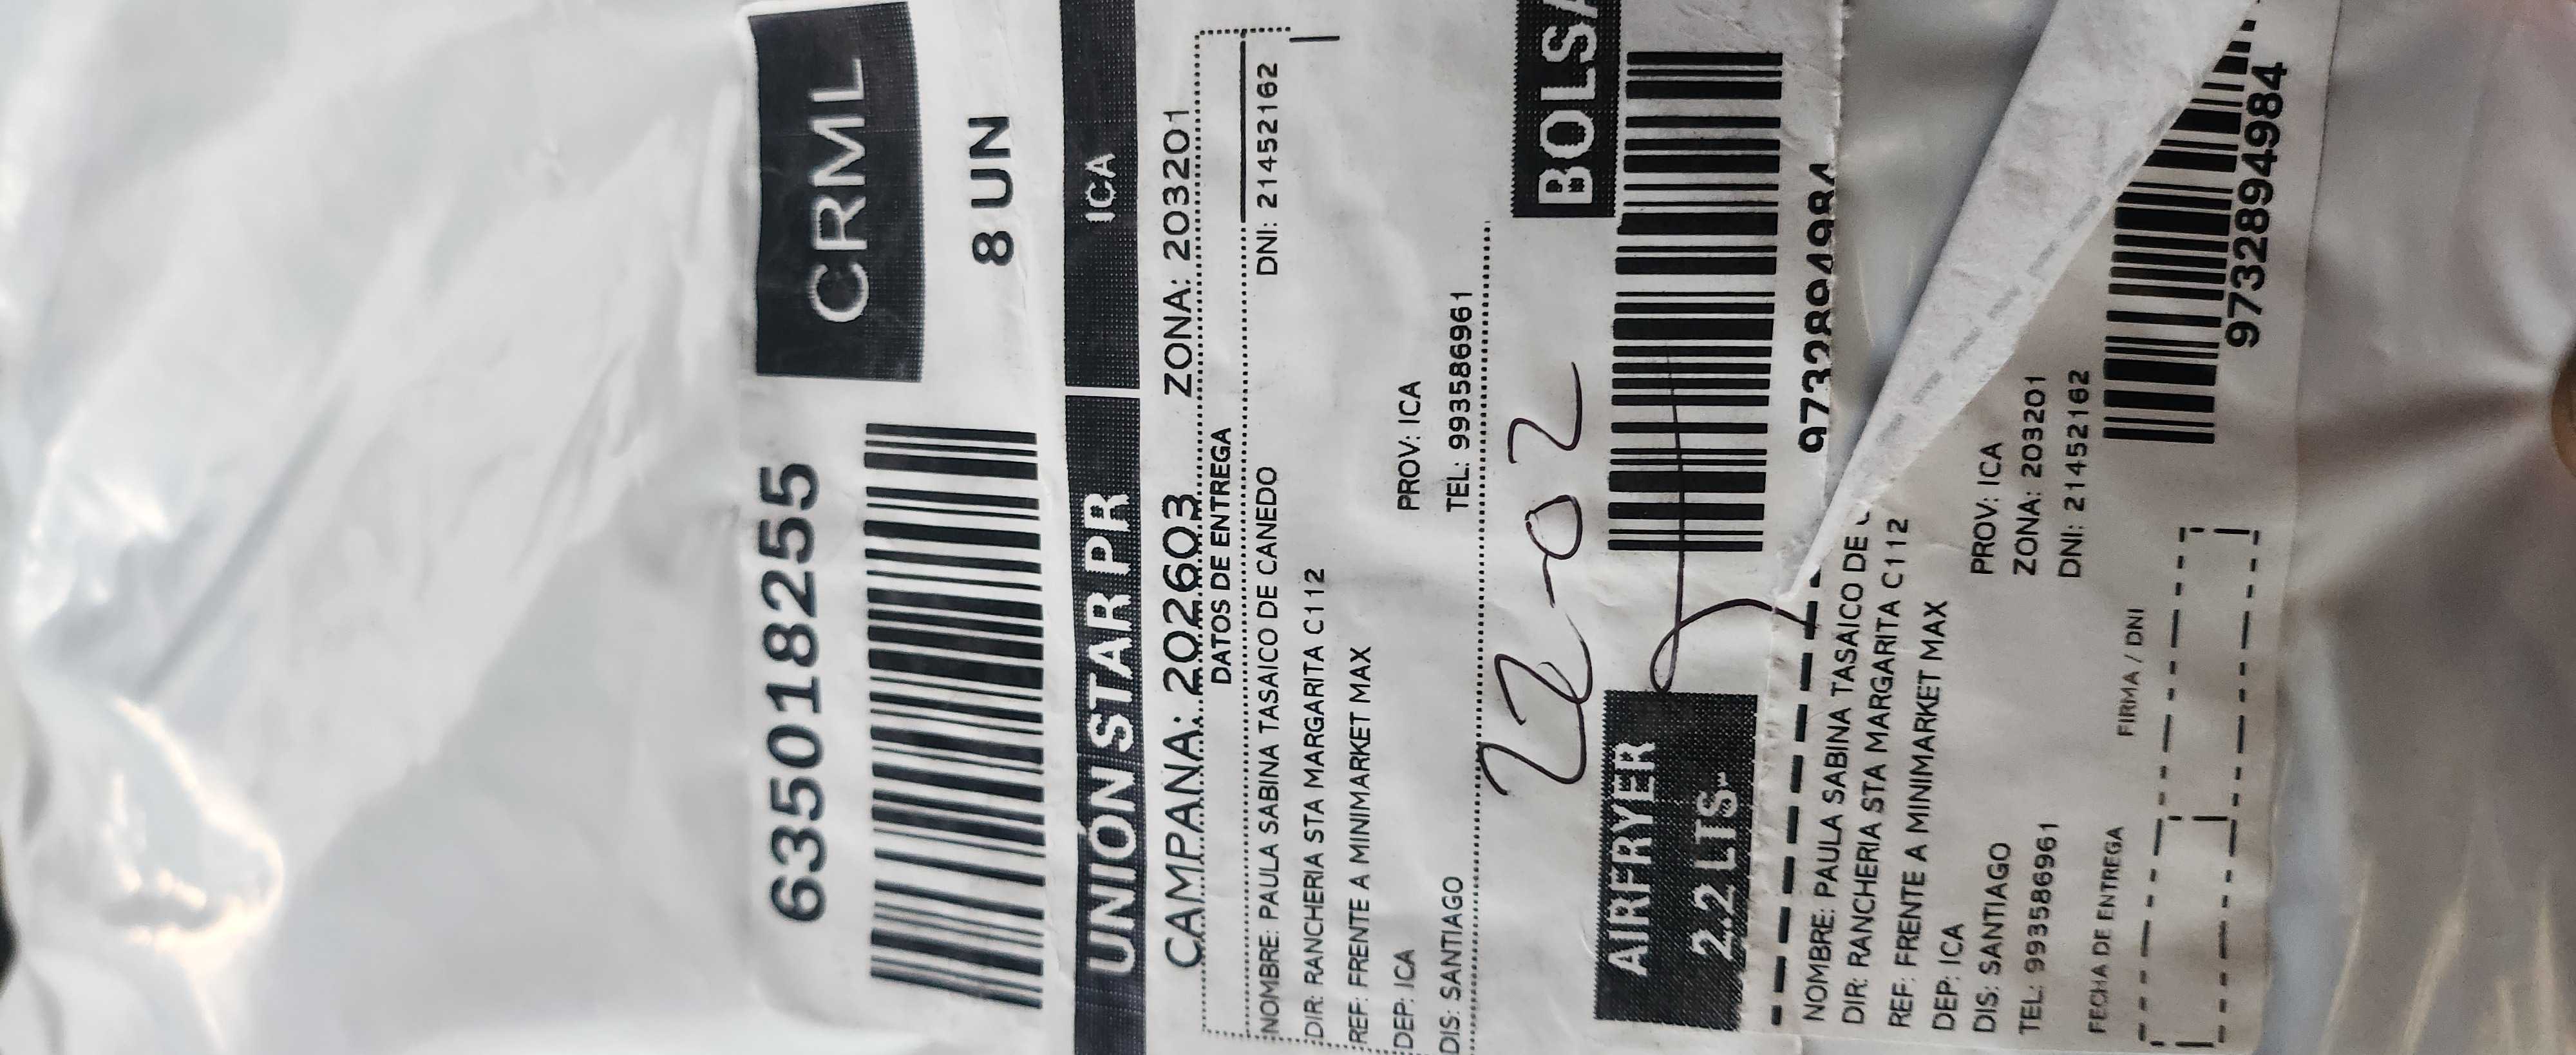 6350182255
CRML
8 UN
UNIÓN STAR PR
ICA
CAMPANA: 202603 ZONA: 203201
DATOS DE ENTREGA
NOMBRE: PAULA SABINA TASAICO DE CANEDO DNI: 21452162
DIR: RANCHERIA STA MARGARITA C112
REF: FRENTE A MINIMARKET MAX
DEP: ICA PROV: ICA
DIS: SANTIAGO TEL: 993586961
22-02
AIRFRYER
2.2 LTS
BOLSA
9732894984
NOMBRE: PAULA SABINA TASAICO DE
DIR: RANCHERIA STA MARGARITA C112
REF: FRENTE A MINIMARKET MAX
DEP: ICA PROV: ICA
DIS: SANTIAGO ZONA: 203201
TEL: 993586961 DNI: 21452162
FECHA DE ENTREGA FIRMA / DNI
9732894984